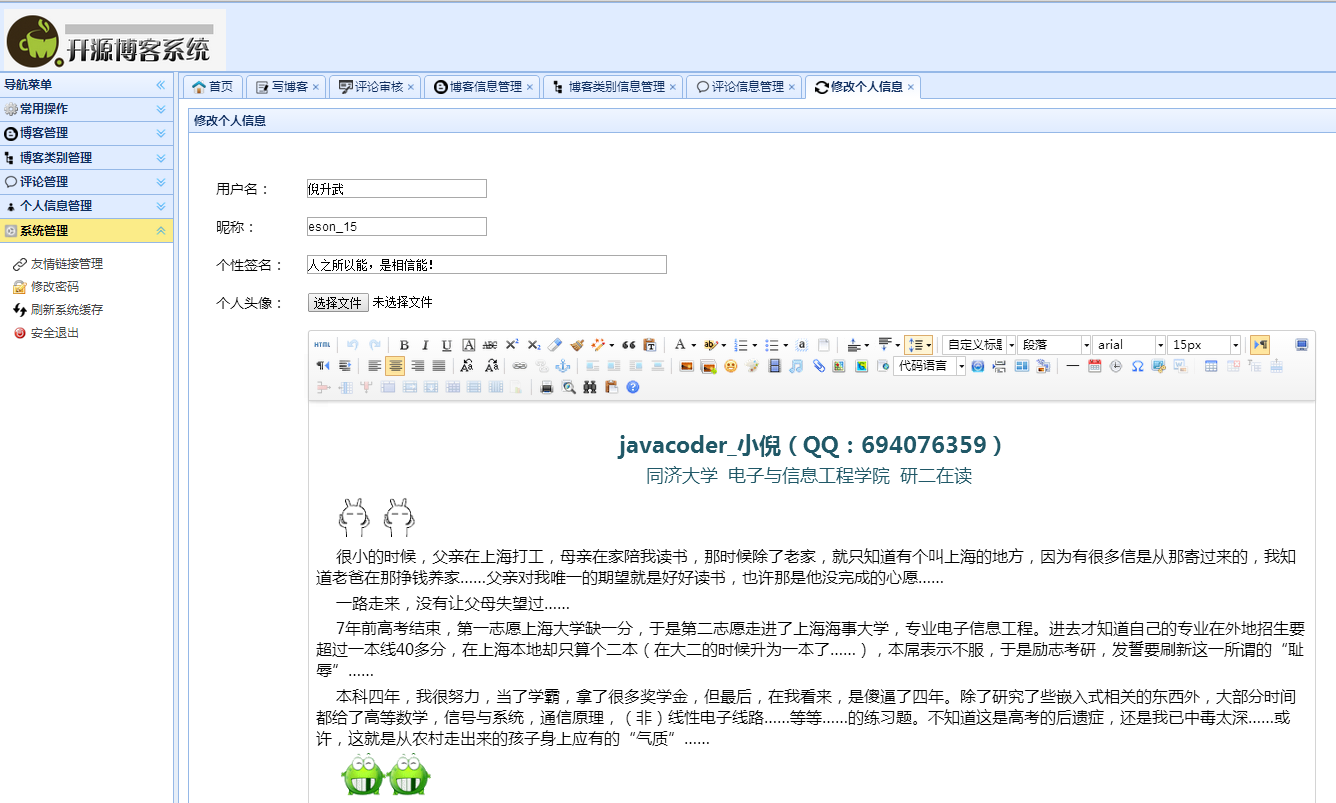 开源博客系统
导航菜单
常用操作
博客管理
博客类别管理
评论管理
个人信息管理
系统管理
友情链接管理
修改密码
刷新系统缓存
安全退出
首页 写博客 × 评论审核 × 博客信息管理 × 博客类别信息管理 × 评论信息管理 × 修改个人信息 ×
修改个人信息
用户名： 倪升武
昵称： eson_15
个性签名： 人之所以能，是相信能！
个人头像： 选择文件 未选择文件
HTML B I U A ABC X² X₂ A ab a 自定义标题 段落 arial 15px
代码语言
javacoder_小倪（QQ：694076359）
同济大学 电子与信息工程学院 研二在读
很小的时候，父亲在上海打工，母亲在家陪我读书，那时候除了老家，就只知道有个叫上海的地方，因为有很多信是从那寄过来的，我知
道老爸在那挣钱养家……父亲对我唯一的期望就是好好读书，也许那是他没完成的心愿……
一路走来，没有让父母失望过……
7年前高考结束，第一志愿上海大学缺一分，于是第二志愿走进了上海海事大学，专业电子信息工程。进去才知道自己的专业在外地招生要
超过一本线40多分，在上海本地却只算个二本（在大二的时候升为一本了……），本屌表示不服，于是励志考研，发誓要刷新这一所谓的“耻
辱”……
本科四年，我很努力，当了学霸，拿了很多奖学金，但最后，在我看来，是傻逼了四年。除了研究了些嵌入式相关的东西外，大部分时间
都给了高等数学，信号与系统，通信原理，（非）线性电子线路……等等……的练习题。不知道这是高考的后遗症，还是我已中毒太深……或
许，这就是从农村走出来的孩子身上应有的“气质”……